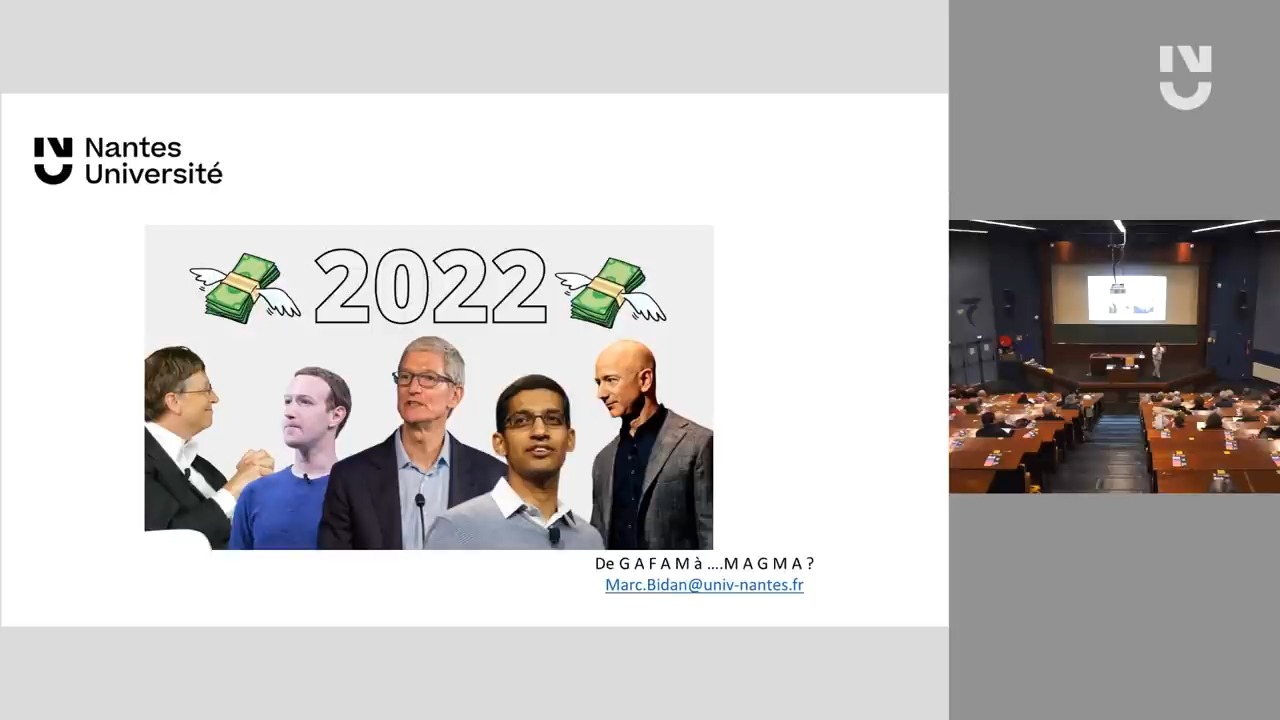 Nantes
Université
2022
De G A F A M à ....M A G M A ?
Marc.Bidan@univ-nantes.fr